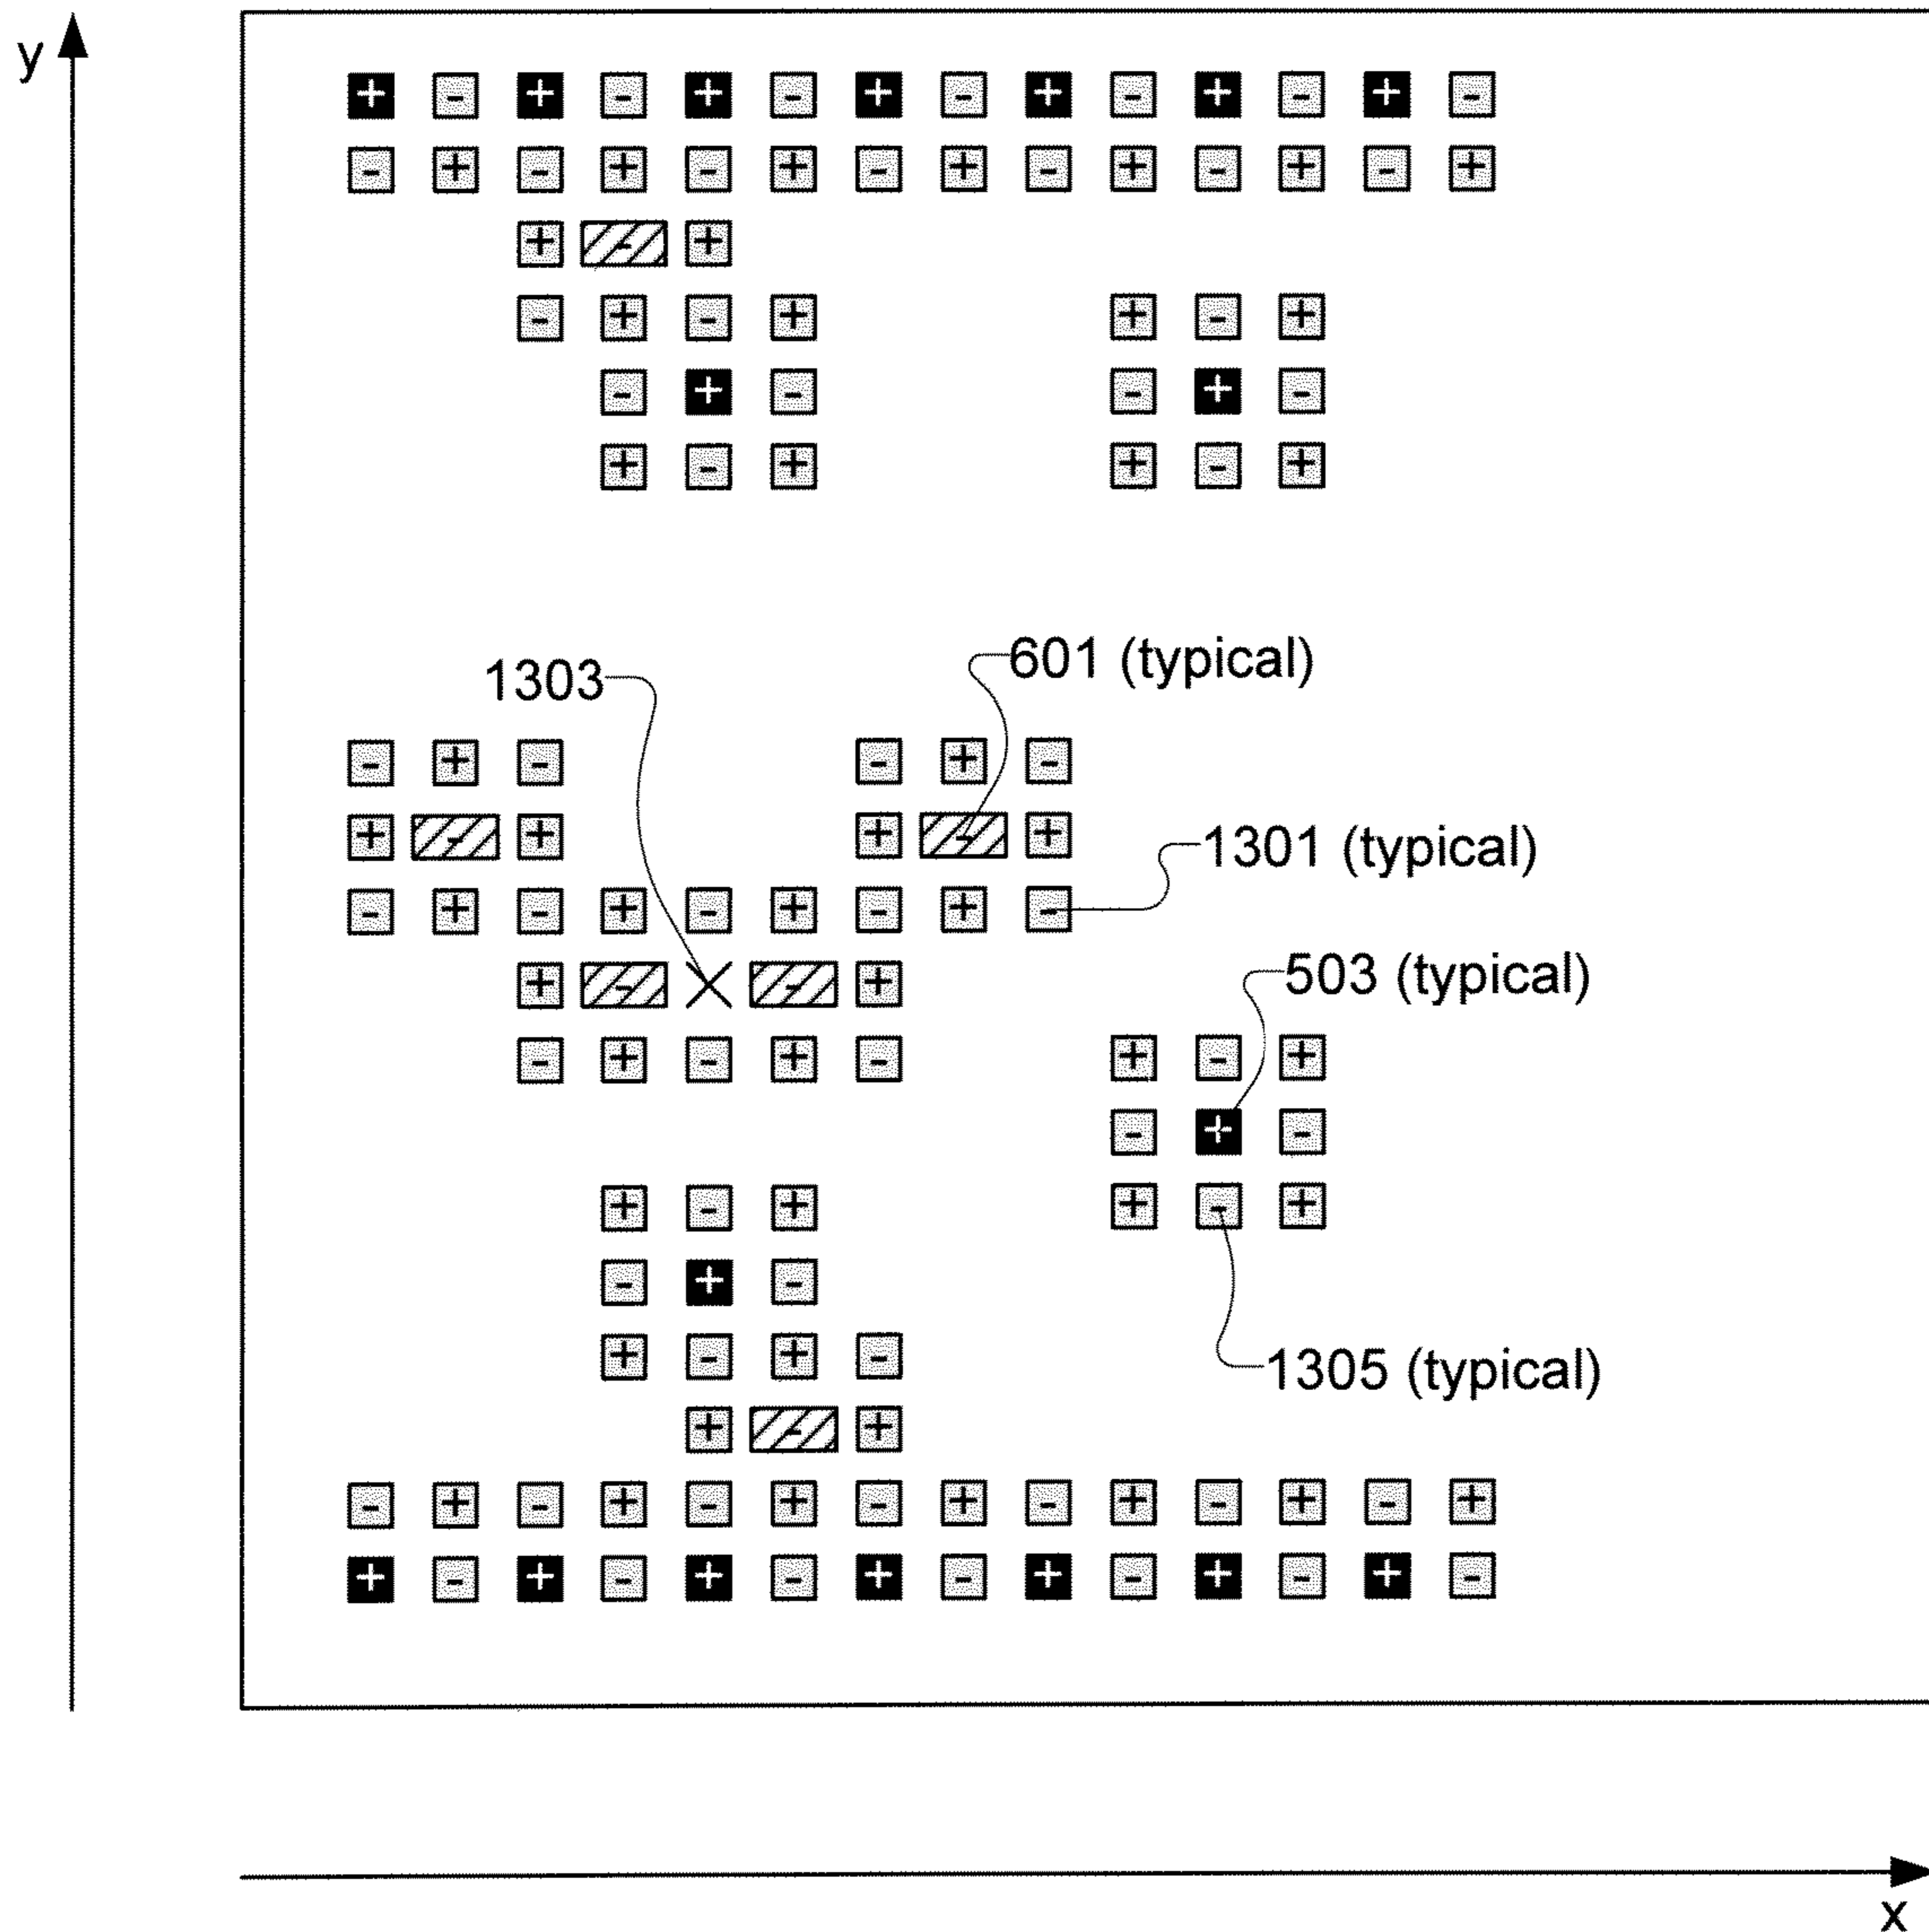 y
+ - + - + - + - + - + - + -
- + - + - + - + - + - + - +
+ - +
- + - + + - +
- + - - + -
+ - + + - +
601 (typical)
1303
- + - - + -
+ - + + - +
1301 (typical)
- + - + - + - + -
503 (typical)
+ - - +
- + - + - + - +
- + -
+ - + + - +
- + -
1305 (typical)
+ - + -
+ - +
- + - + - + - + - + - + - +
+ - + - + - + - + - + - + -
x